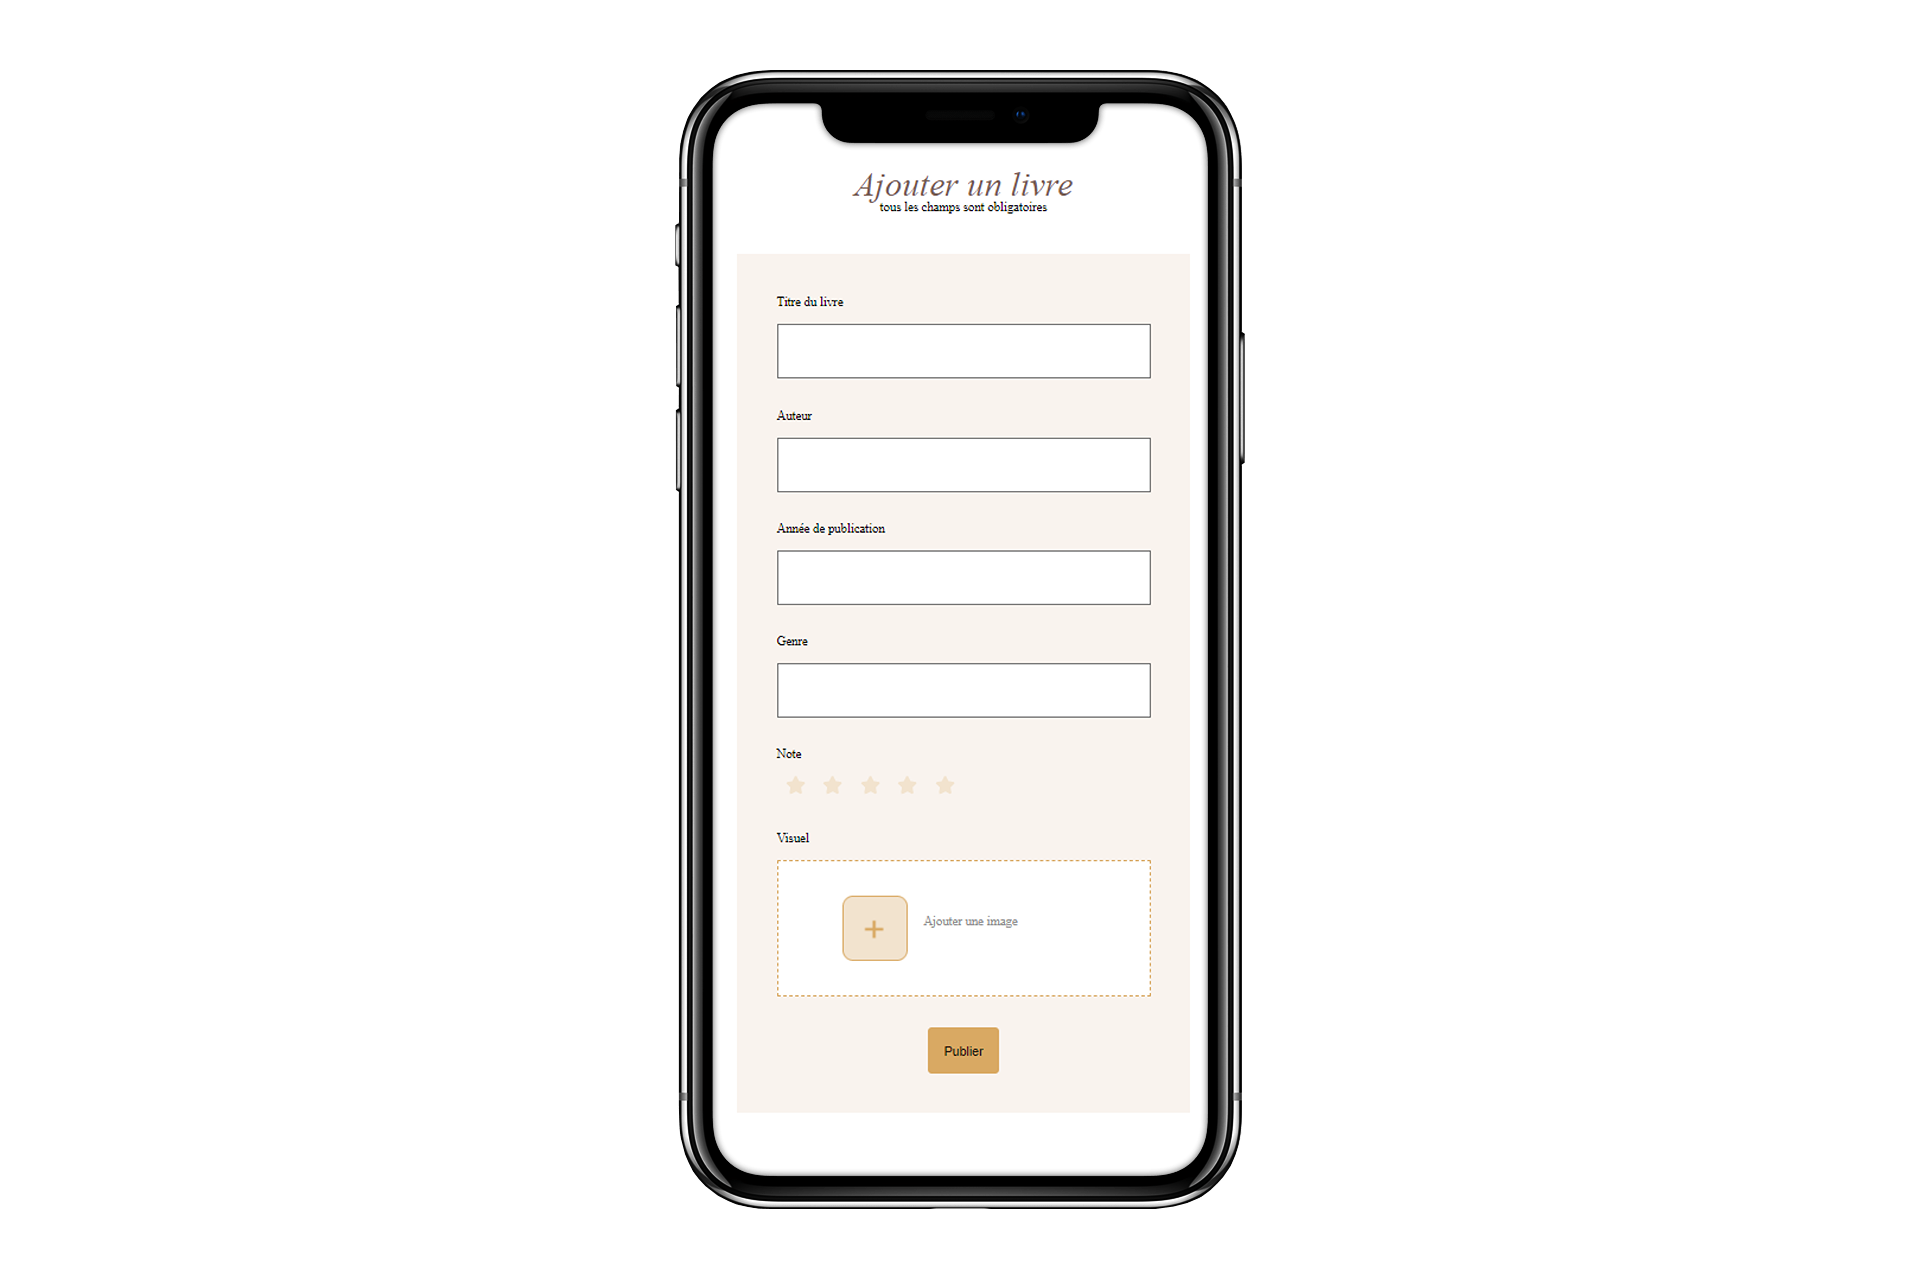 Ajouter un livre
tous les champs sont obligatoires
Titre du livre
Auteur
Année de publication
Genre
Note
Visuel
Ajouter une image
Publier